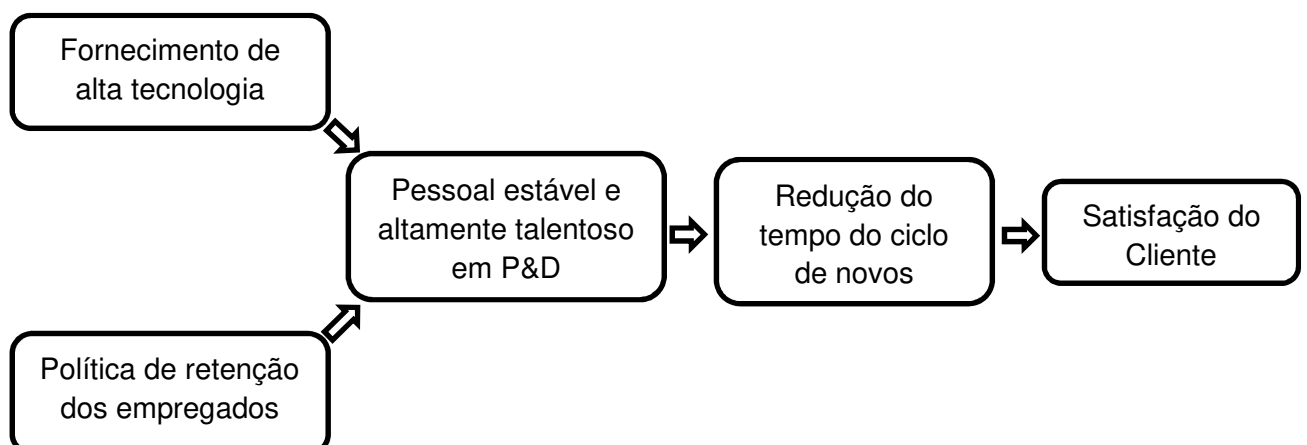 Fornecimento de
alta tecnologia
Pessoal estável e
altamente talentoso
em P&D
Redução do
tempo do ciclo
de novos
Satisfação do
Cliente
Política de retenção
dos empregados